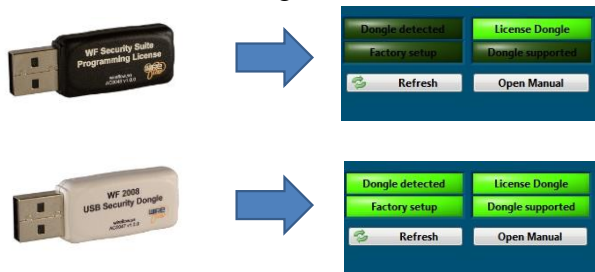 WF Security Suite
Programming License
Dongle detected
License Dongle
Factory setup
Dongle supported
Refresh
Open Manual
WF 2008
USB Security Dongle
Dongle detected
License Dongle
Factory setup
Dongle supported
Refresh
Open Manual